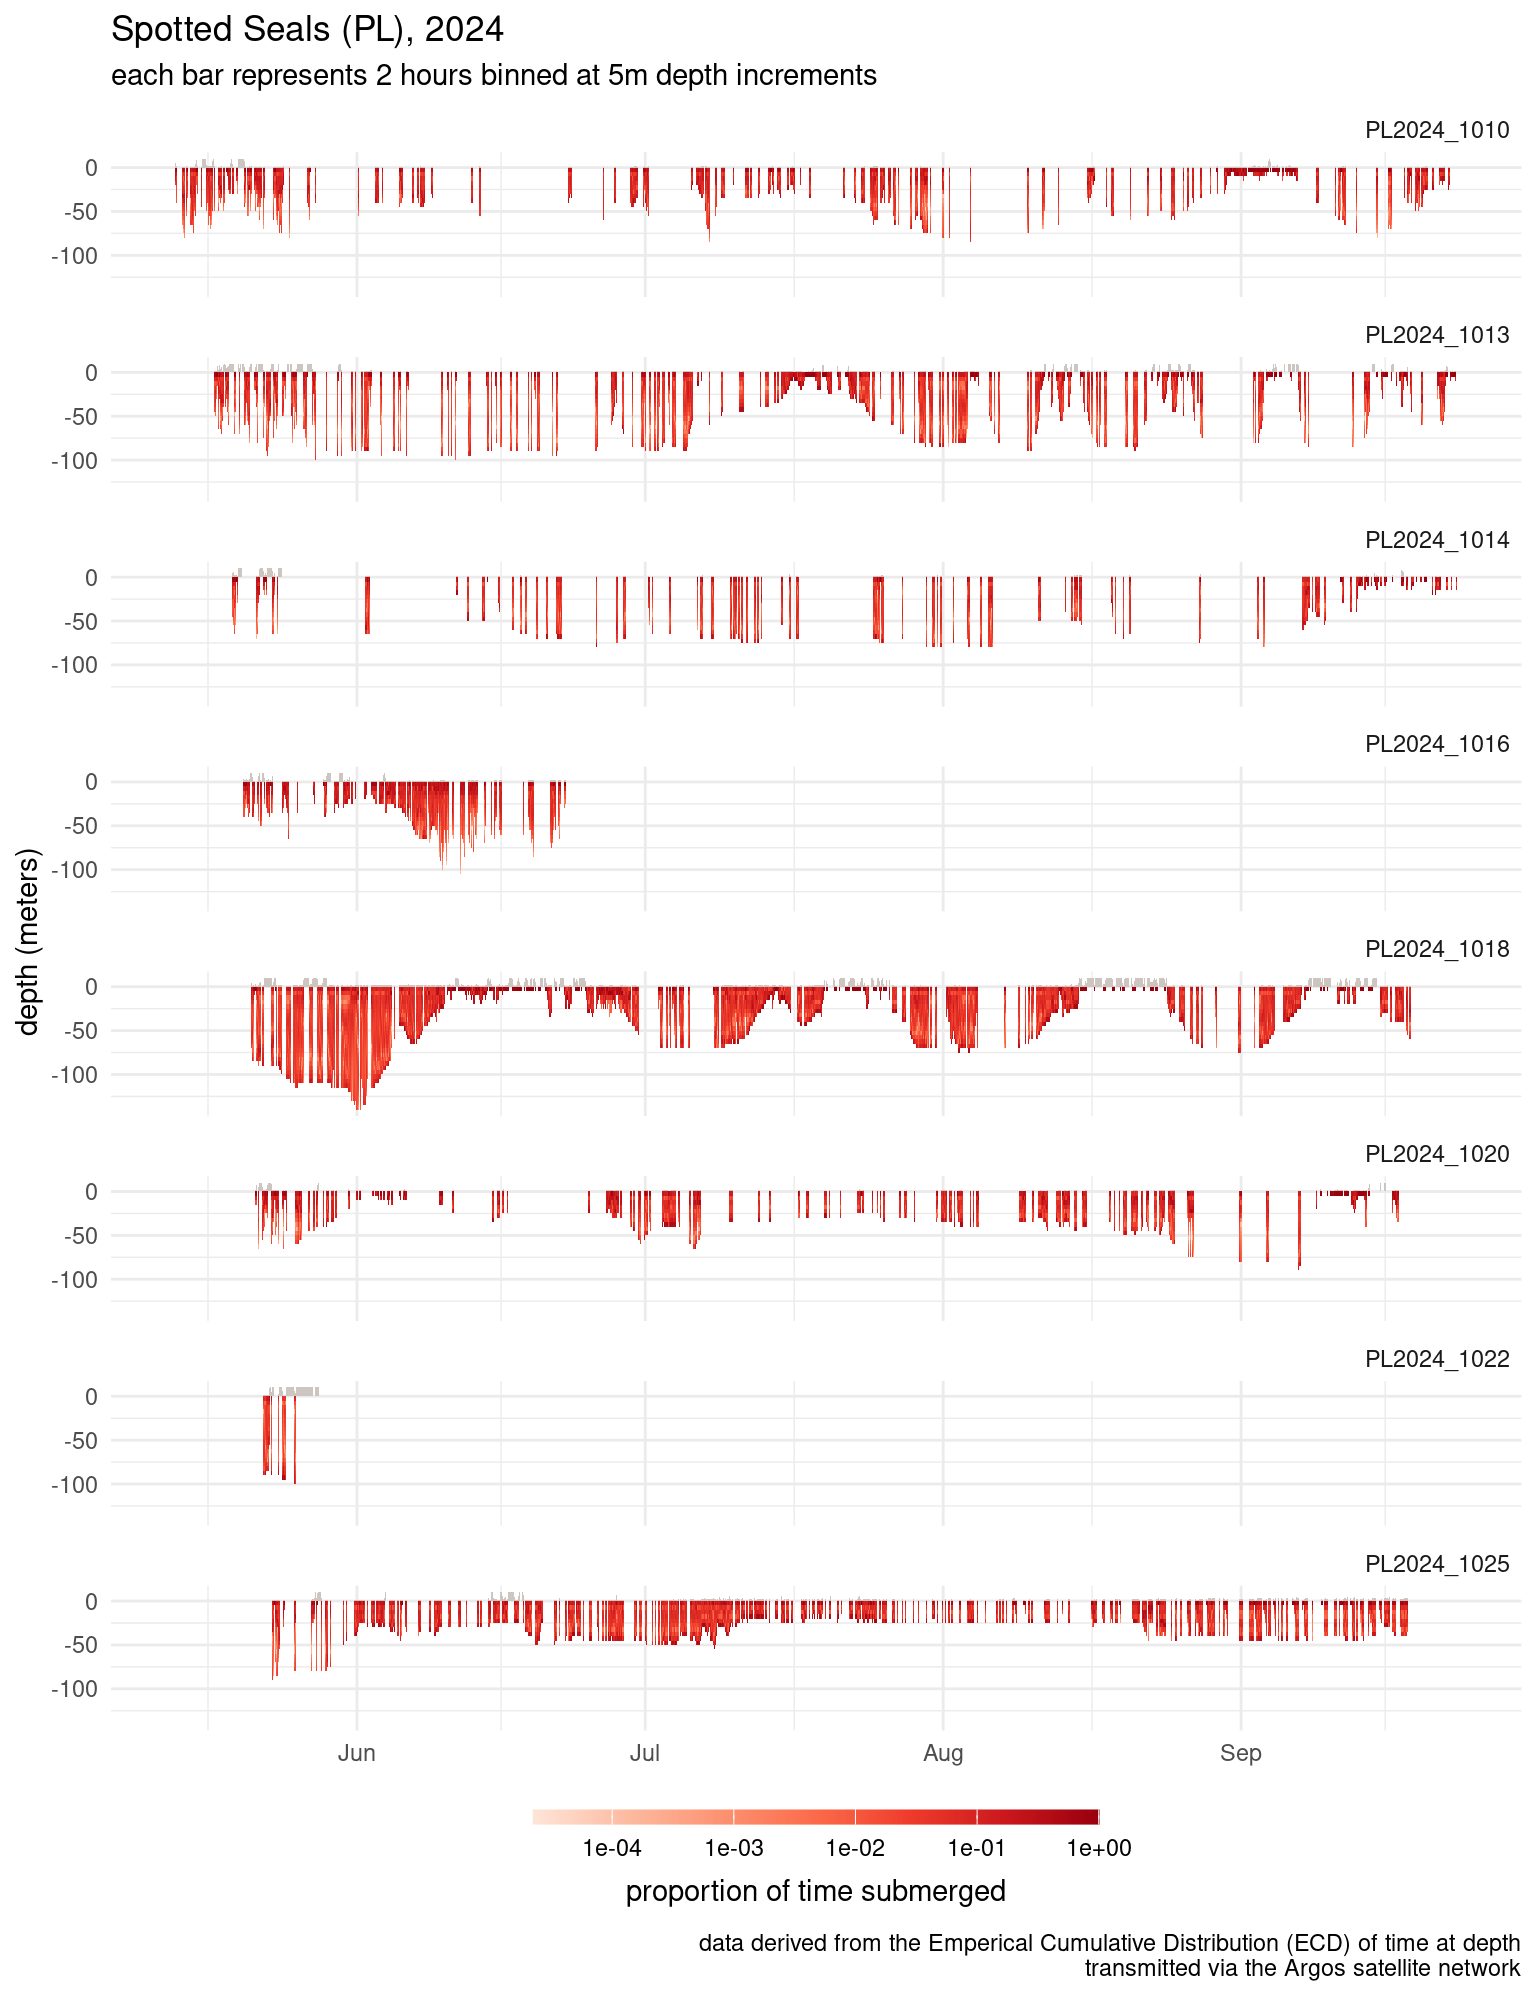 Spotted Seals (PL), 2024
each bar represents 2 hours binned at 5m depth increments
PL2024_1010
0
-50
-100
PL2024_1013
0
-50
-100
PL2024_1014
0
-50
-100
PL2024_1016
0
-50
-100
PL2024_1018
0
-50
-100
PL2024_1020
0
-50
-100
PL2024_1022
0
-50
-100
PL2024_1025
0
-50
-100
depth (meters)
Jun Jul Aug Sep
1e-04 1e-03 1e-02 1e-01 1e+00
proportion of time submerged
data derived from the Emperical Cumulative Distribution (ECD) of time at depth
transmitted via the Argos satellite network